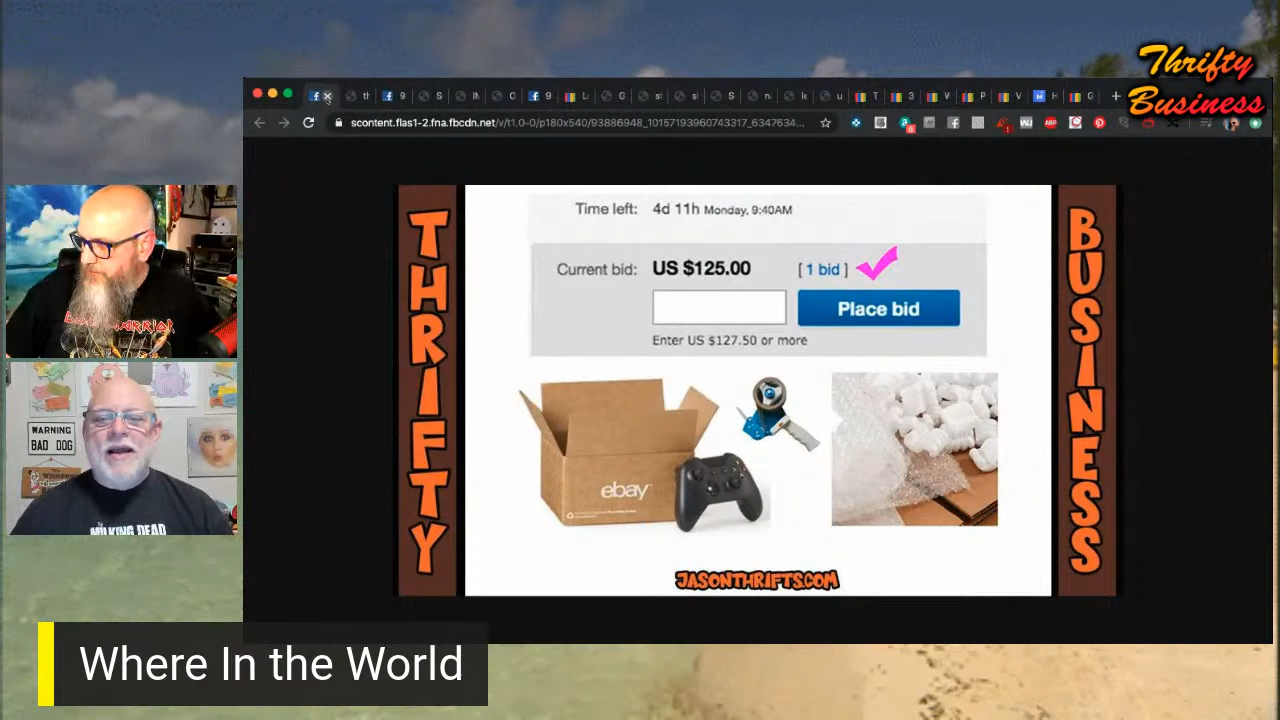 Thrifty
Business
scontent.flas1-2.fna.fbcdn.net/v/t1.0-0/p180x540/93886948_10157193960743317_6347634...
THRIFTY
BUSINESS
Time left: 4d 11h Monday, 9:40AM
Current bid: US $125.00 [ 1 bid ]
Place bid
Enter US $127.50 or more
ebay
JASONTHRIFTS.COM
WARNING
BAD DOG
Where In the World